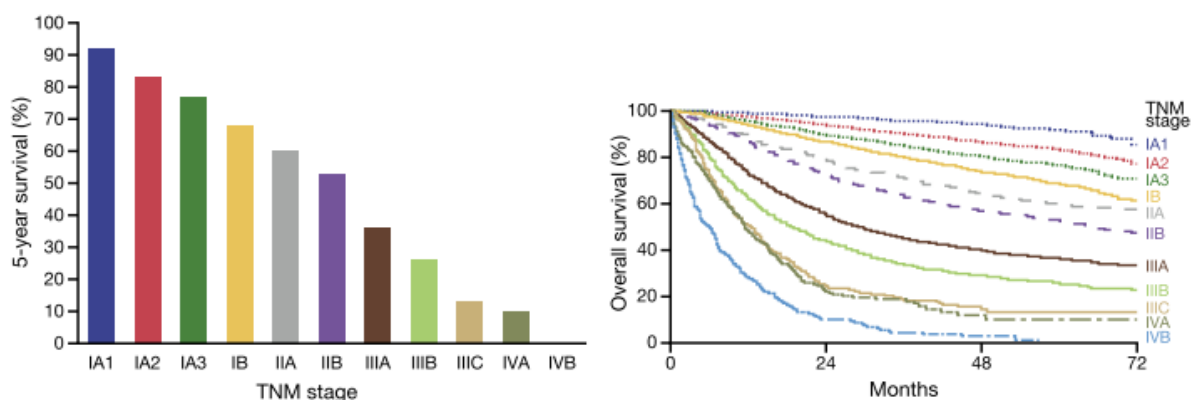 100
90
80
70
60
50
40
30
20
10
0
5-year survival (%)
IA1 IA2 IA3 IB IIA IIB IIIA IIIB IIIC IVA IVB
TNM stage
100
80
60
40
20
0
Overall survival (%)
0 24 48 72
Months
TNM
stage
IA1
IA2
IA3
IB
IIA
IIB
IIIA
IIIB
IIIC
IVA
IVB